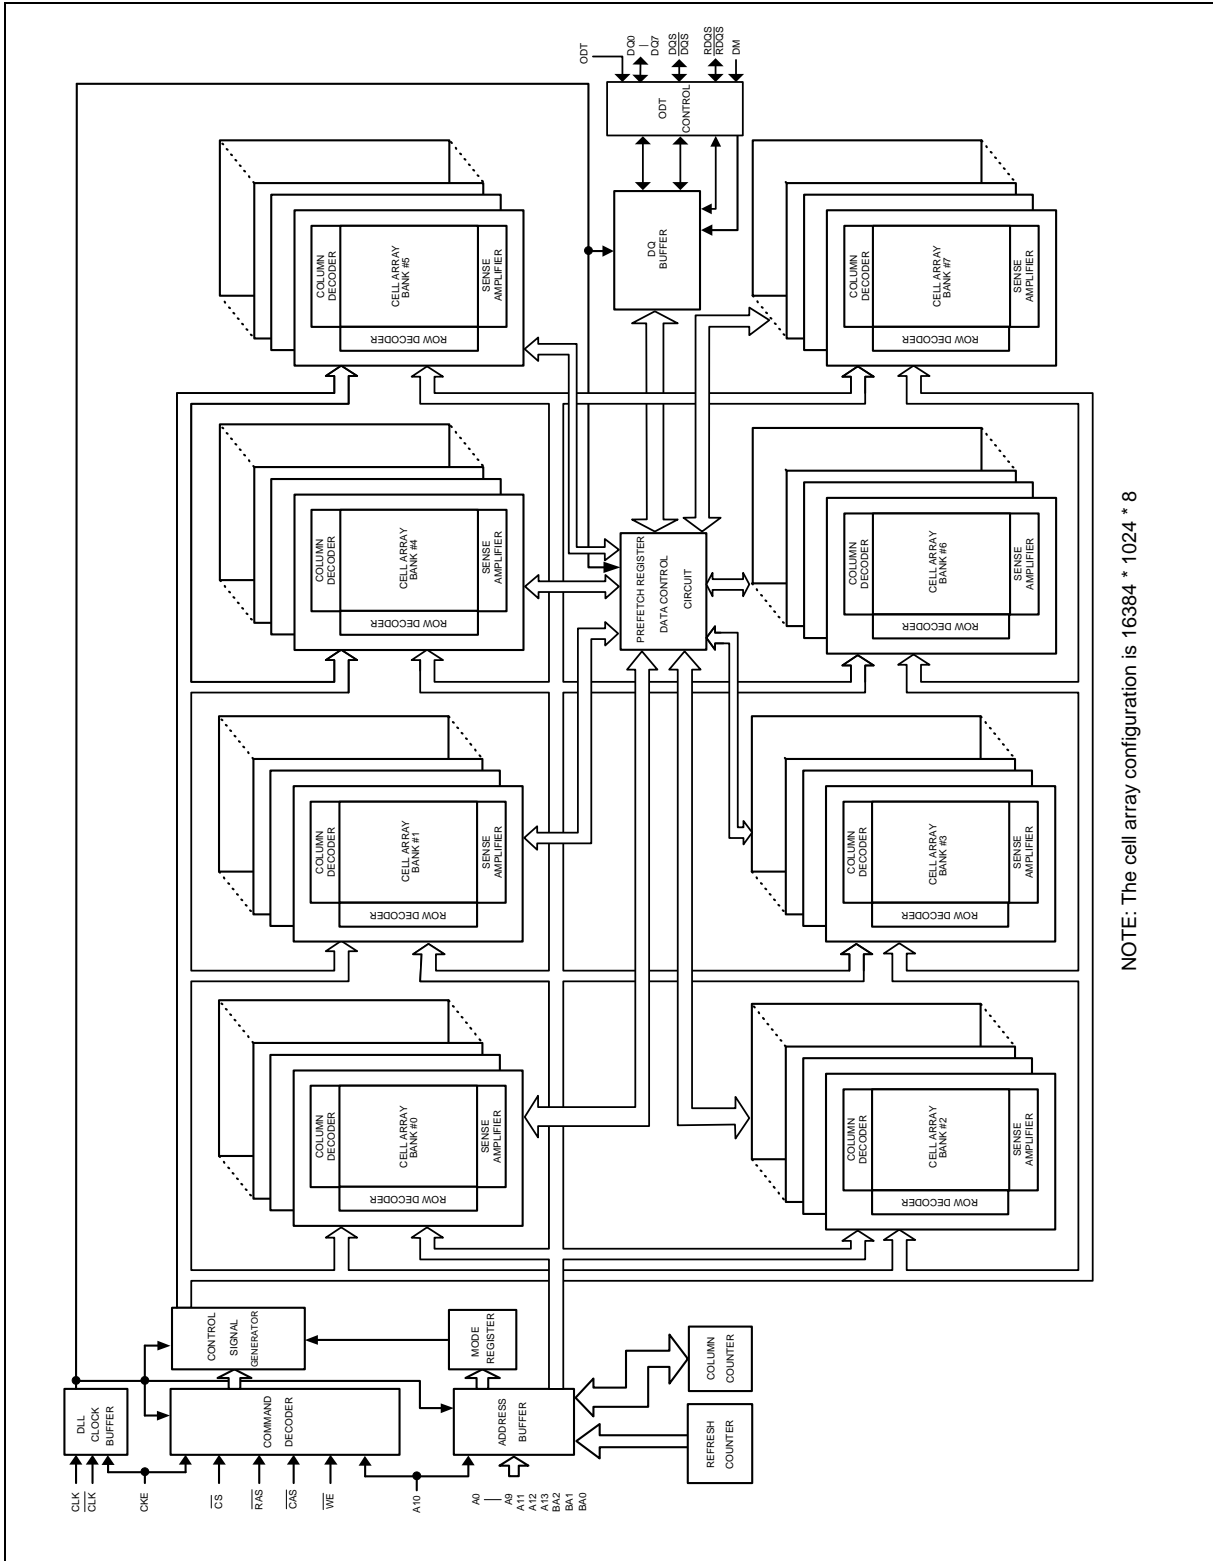 CLK
CLK
CKE
CS
RAS
CAS
WE
A10
A0
A9
A11
A12
A13
BA2
BA1
BA0
DLL
CLOCK
BUFFER
COMMAND
DECODER
ADDRESS
BUFFER
REFRESH
COUNTER
COLUMN
COUNTER
CONTROL
SIGNAL
GENERATOR
MODE
REGISTER
COLUMN
DECODER
CELL ARRAY
BANK #0
SENSE
AMPLIFIER
ROW DECODER
COLUMN
DECODER
CELL ARRAY
BANK #1
SENSE
AMPLIFIER
ROW DECODER
COLUMN
DECODER
CELL ARRAY
BANK #4
SENSE
AMPLIFIER
ROW DECODER
COLUMN
DECODER
CELL ARRAY
BANK #5
SENSE
AMPLIFIER
ROW DECODER
PREFETCH REGISTER
DATA CONTROL
CIRCUIT
DQ
BUFFER
ODT
CONTROL
ODT
DQ0
DQ7
DQS
DQS
RDQS
RDQS
DM
COLUMN
DECODER
CELL ARRAY
BANK #2
SENSE
AMPLIFIER
ROW DECODER
COLUMN
DECODER
CELL ARRAY
BANK #3
SENSE
AMPLIFIER
ROW DECODER
COLUMN
DECODER
CELL ARRAY
BANK #6
SENSE
AMPLIFIER
ROW DECODER
COLUMN
DECODER
CELL ARRAY
BANK #7
SENSE
AMPLIFIER
ROW DECODER
NOTE: The cell array configuration is 16384 * 1024 * 8